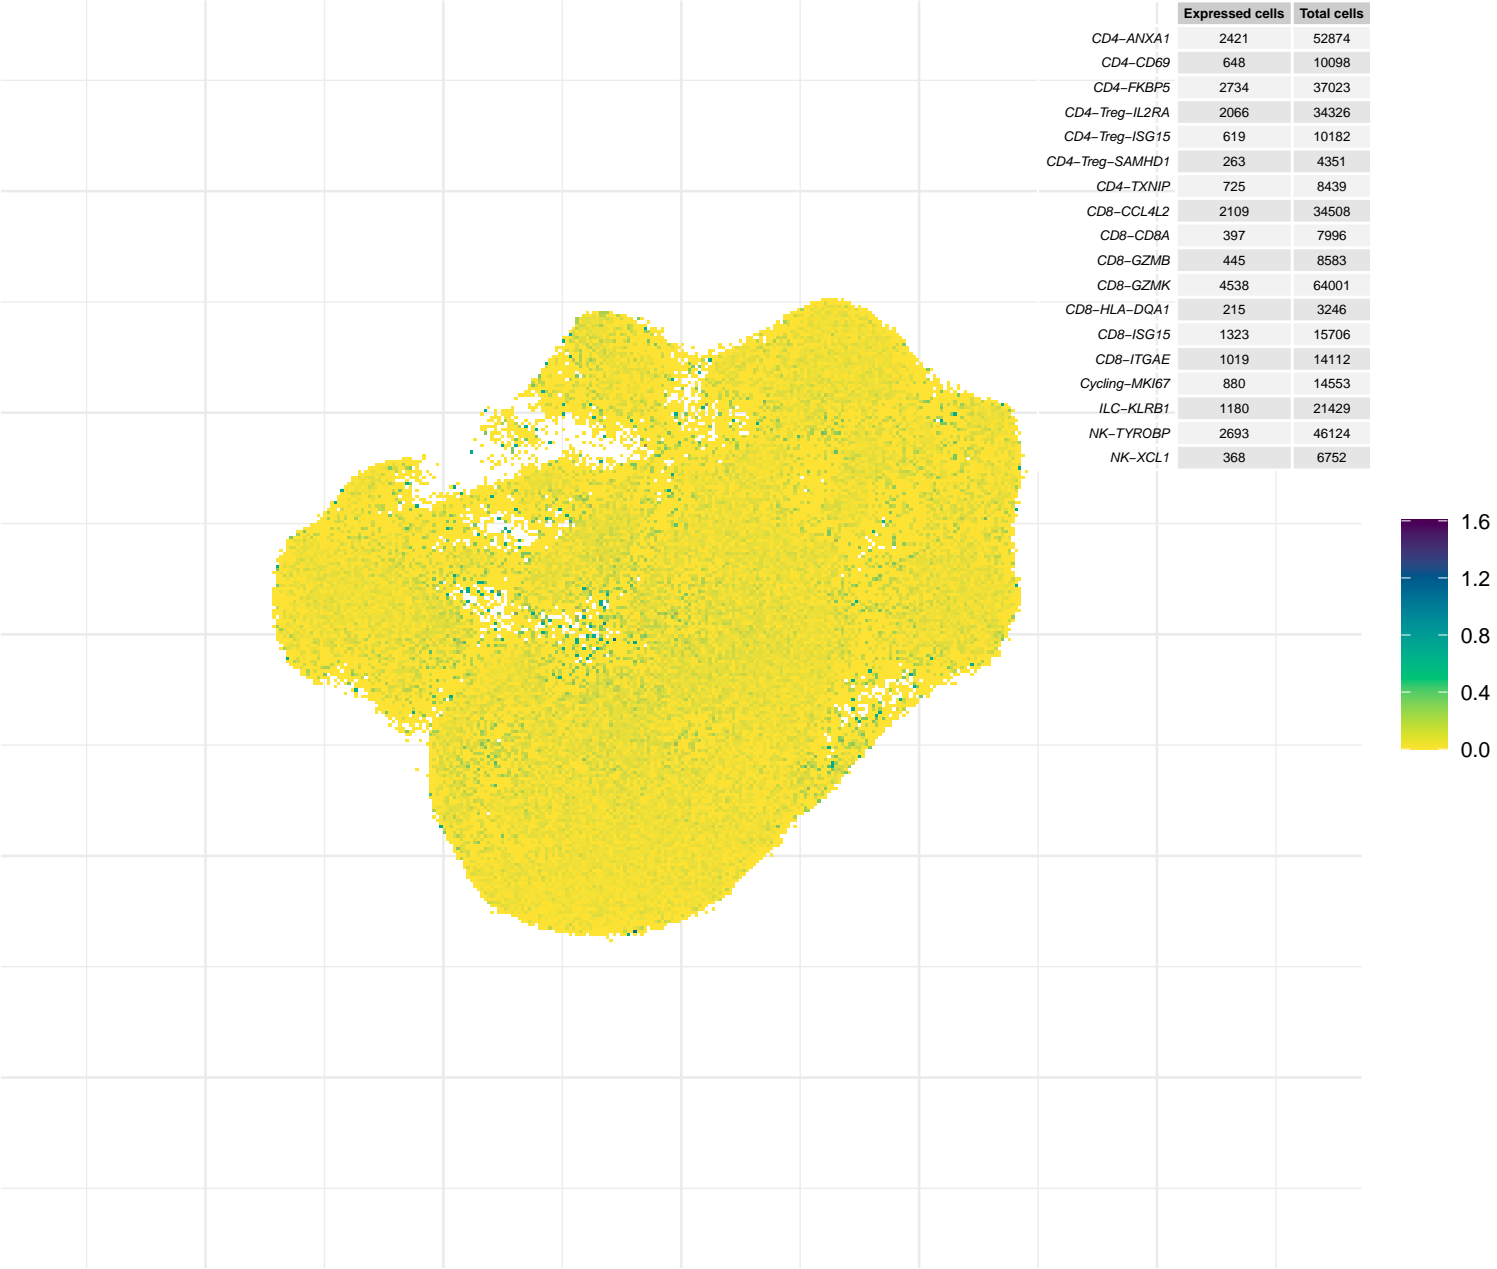 Expressed cells Total cells
CD4−ANXA1 2421 52874
CD4−CD69 648 10098
CD4−FKBP5 2734 37023
CD4−Treg−IL2RA 2066 34326
CD4−Treg−ISG15 619 10182
CD4−Treg−SAMHD1 263 4351
CD4−TXNIP 725 8439
CD8−CCL4L2 2109 34508
CD8−CD8A 397 7996
CD8−GZMB 445 8583
CD8−GZMK 4538 64001
CD8−HLA−DQA1 215 3246
CD8−ISG15 1323 15706
CD8−ITGAE 1019 14112
Cycling−MKI67 880 14553
ILC−KLRB1 1180 21429
NK−TYROBP 2693 46124
NK−XCL1 368 6752
1.6
1.2
0.8
0.4
0.0